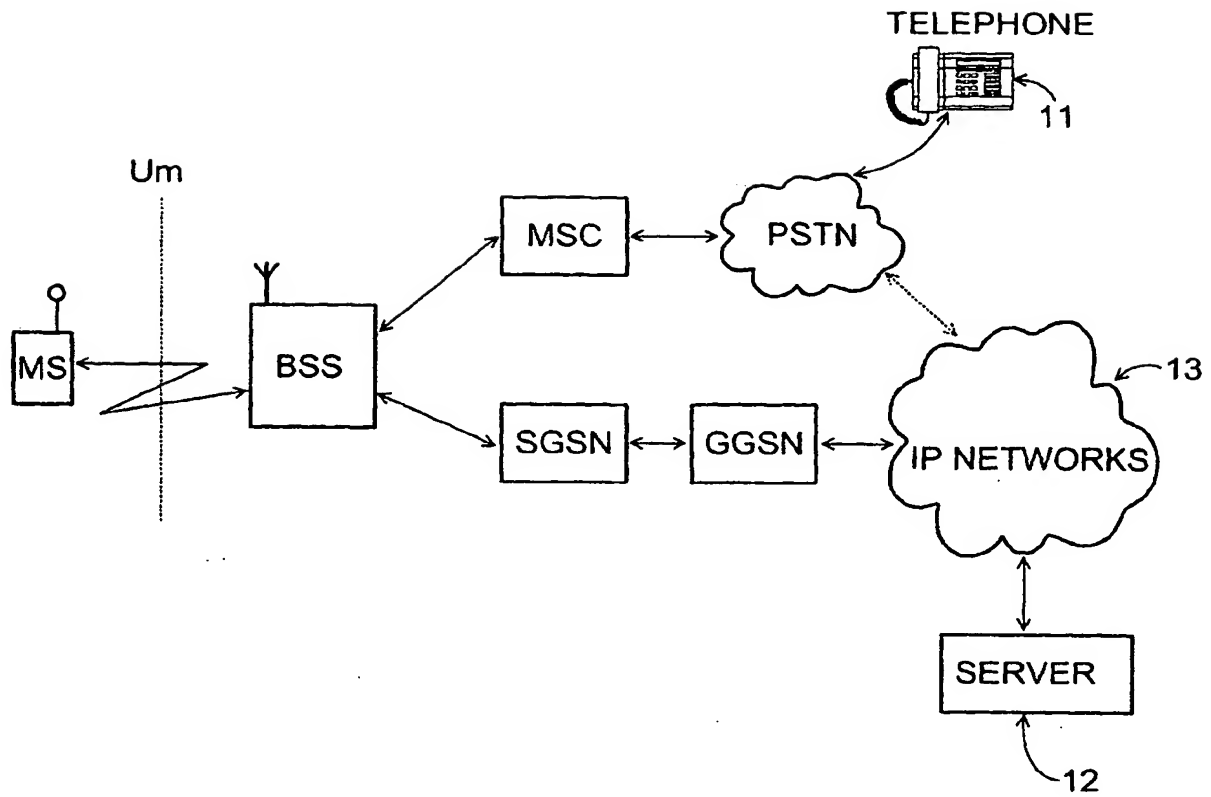 TELEPHONE
11
Um
MSC
PSTN
MS
BSS
13
SGSN
GGSN
IP NETWORKS
SERVER
12